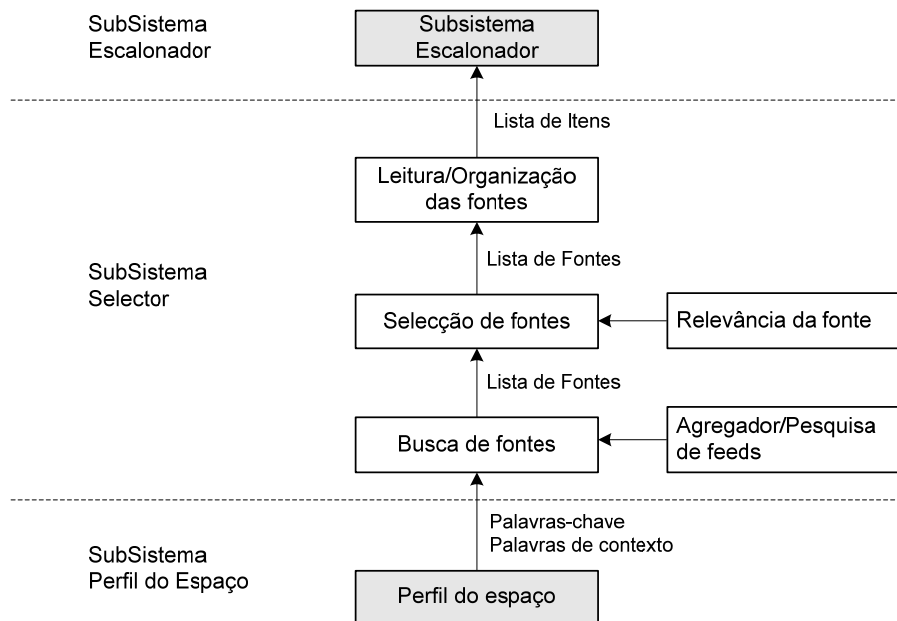 SubSistema
Escalonador
Subsistema
Escalonador
Lista de Itens
Leitura/Organização
das fontes
Lista de Fontes
SubSistema
Selector
Selecção de fontes
Relevância da fonte
Lista de Fontes
Busca de fontes
Agregador/Pesquisa
de feeds
Palavras-chave
Palavras de contexto
SubSistema
Perfil do Espaço
Perfil do espaço